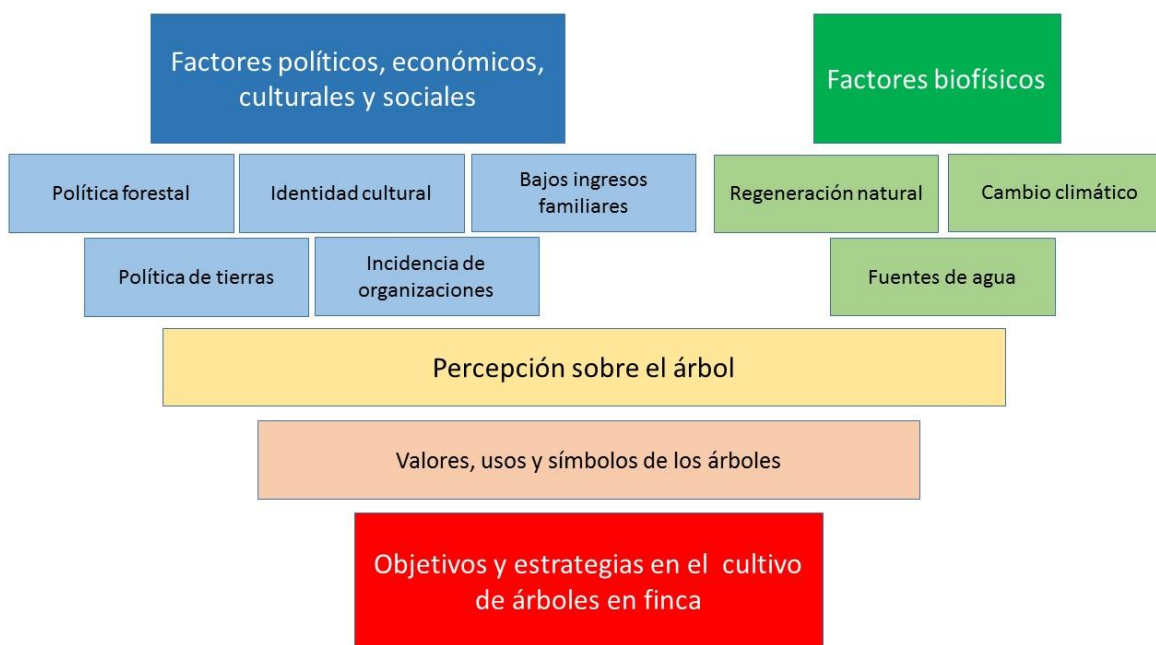 Factores políticos, económicos,
culturales y sociales
Factores biofísicos
Política forestal
Identidad cultural
Bajos ingresos
familiares
Regeneración natural
Cambio climático
Política de tierras
Incidencia de
organizaciones
Fuentes de agua
Percepción sobre el árbol
Valores, usos y símbolos de los árboles
Objetivos y estrategias en el cultivo
de árboles en finca